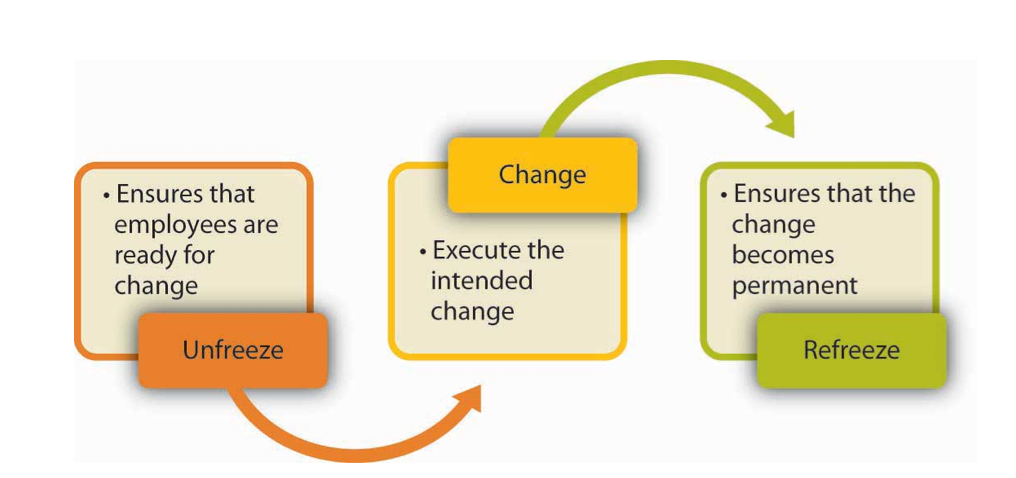 • Ensures that
employees are
ready for
change
Unfreeze
Change
• Execute the
intended
change
• Ensures that the
change
becomes
permanent
Refreeze